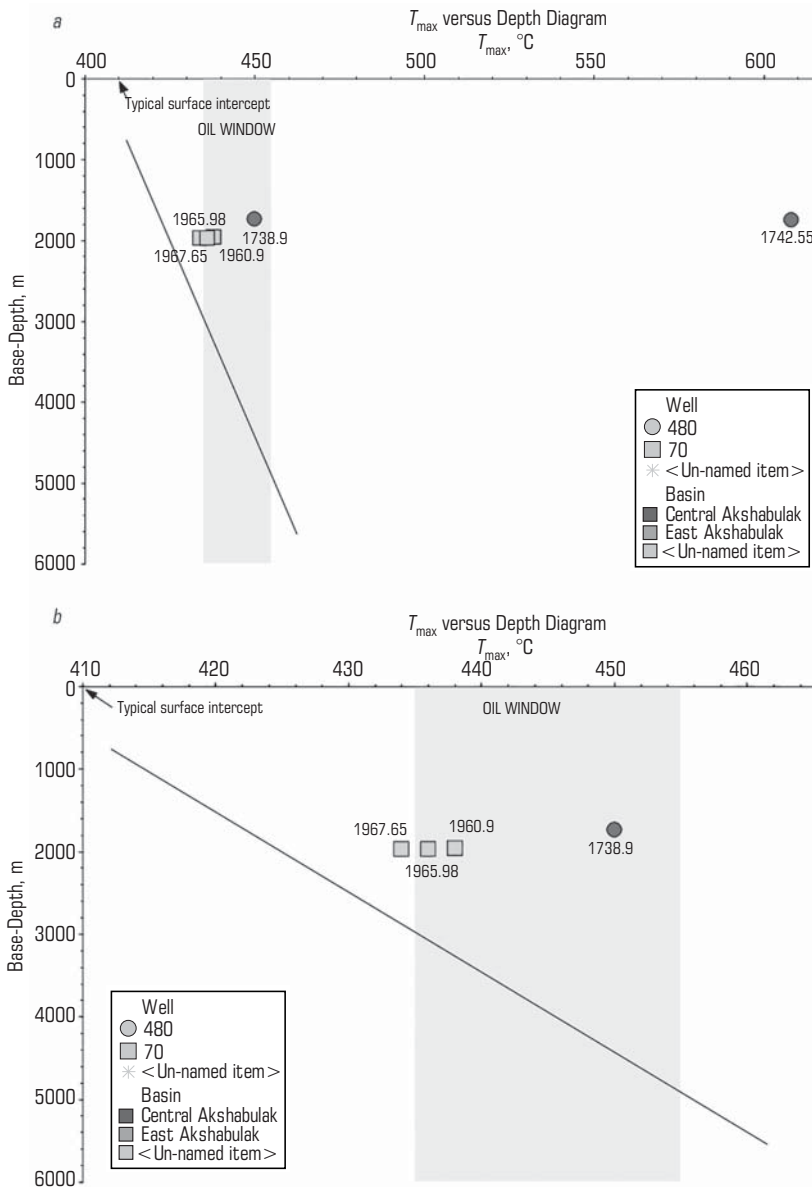 a
T_max versus Depth Diagram
T_max, °C
400 450 500 550 600
Base-Depth, m
0
1000
2000
3000
4000
5000
6000
Typical surface intercept
OIL WINDOW
1965.98
1967.65
1960.9
1738.9
1742.55
Well
480
70
<Un-named item>
Basin
Central Akshabulak
East Akshabulak
<Un-named item>
b
T_max versus Depth Diagram
T_max, °C
410 420 430 440 450 460
Base-Depth, m
0
1000
2000
3000
4000
5000
6000
Typical surface intercept
OIL WINDOW
1967.65
1960.9
1965.98
1738.9
Well
480
70
<Un-named item>
Basin
Central Akshabulak
East Akshabulak
<Un-named item>